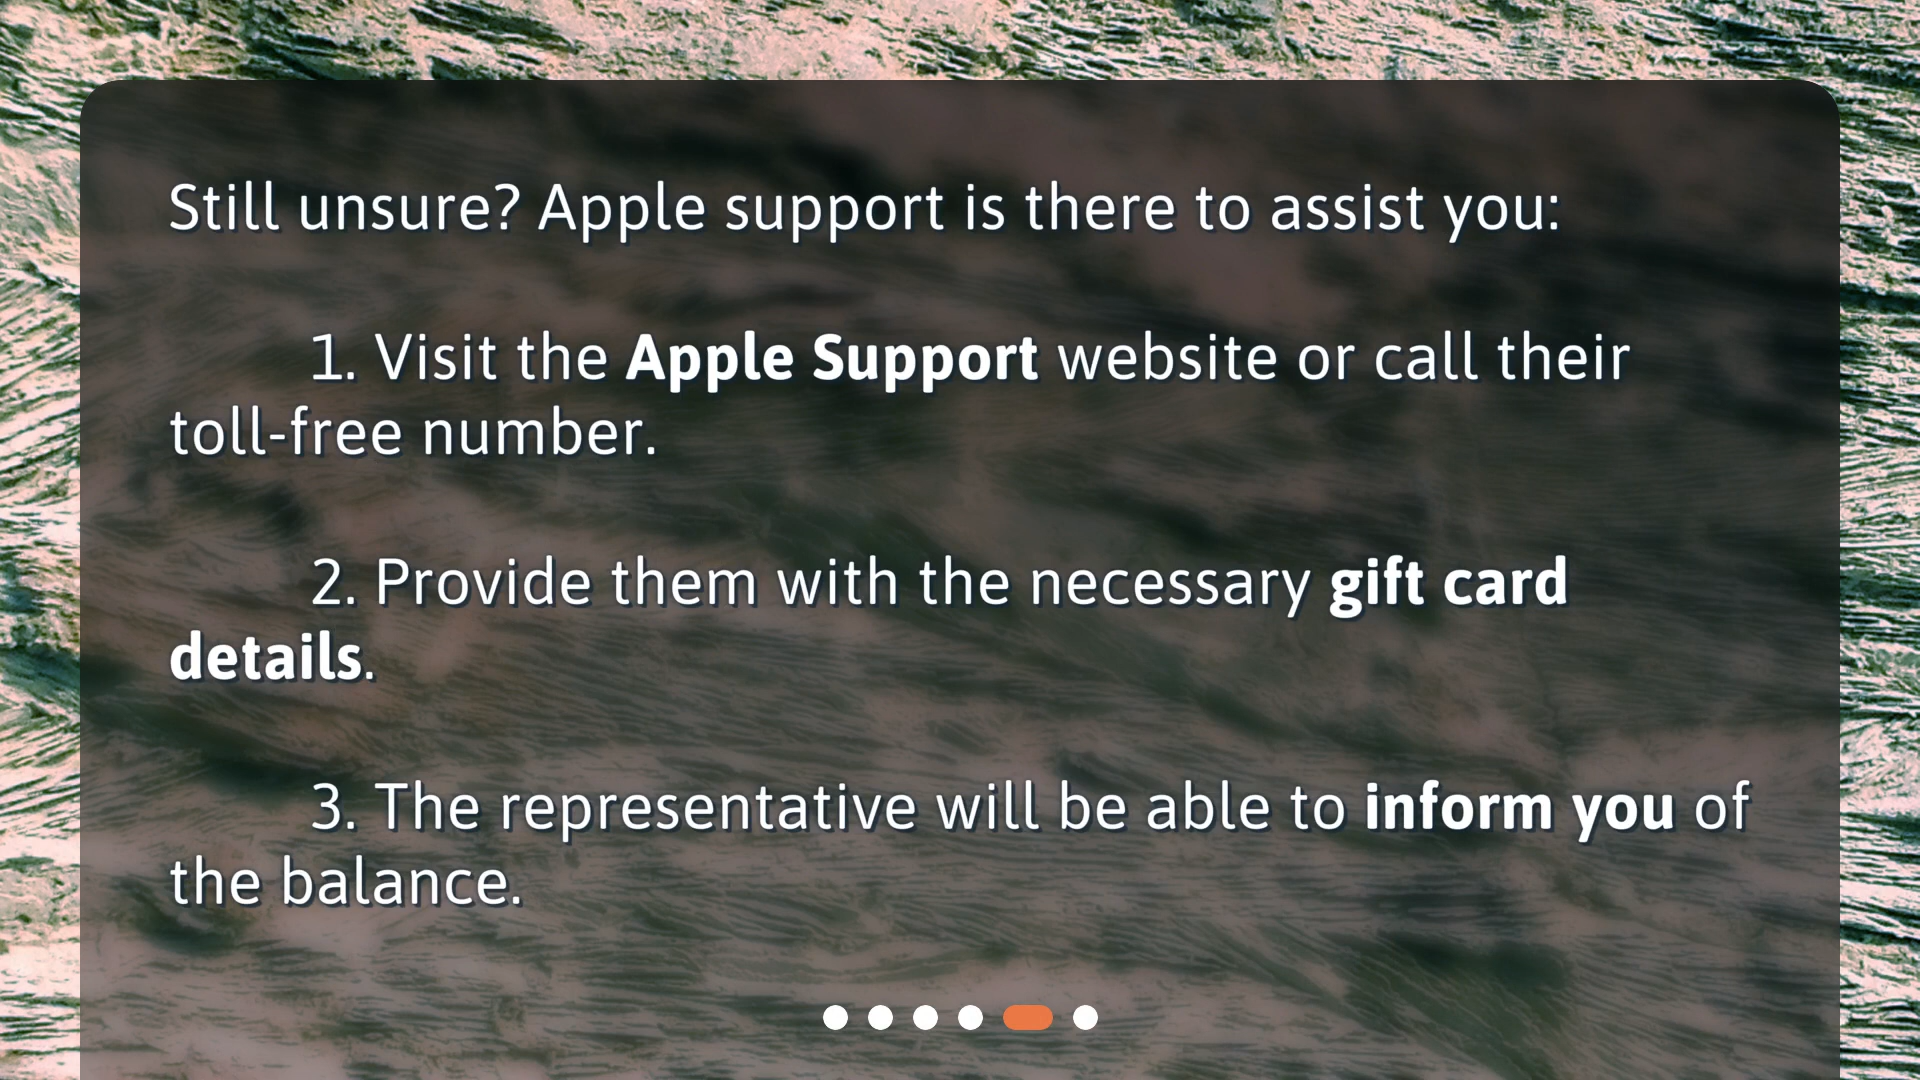 Still unsure? Apple support is there to assist you:
1. Visit the Apple Support website or call their
toll-free number.
2. Provide them with the necessary gift card
details.
3. The representative will be able to inform you of
the balance.